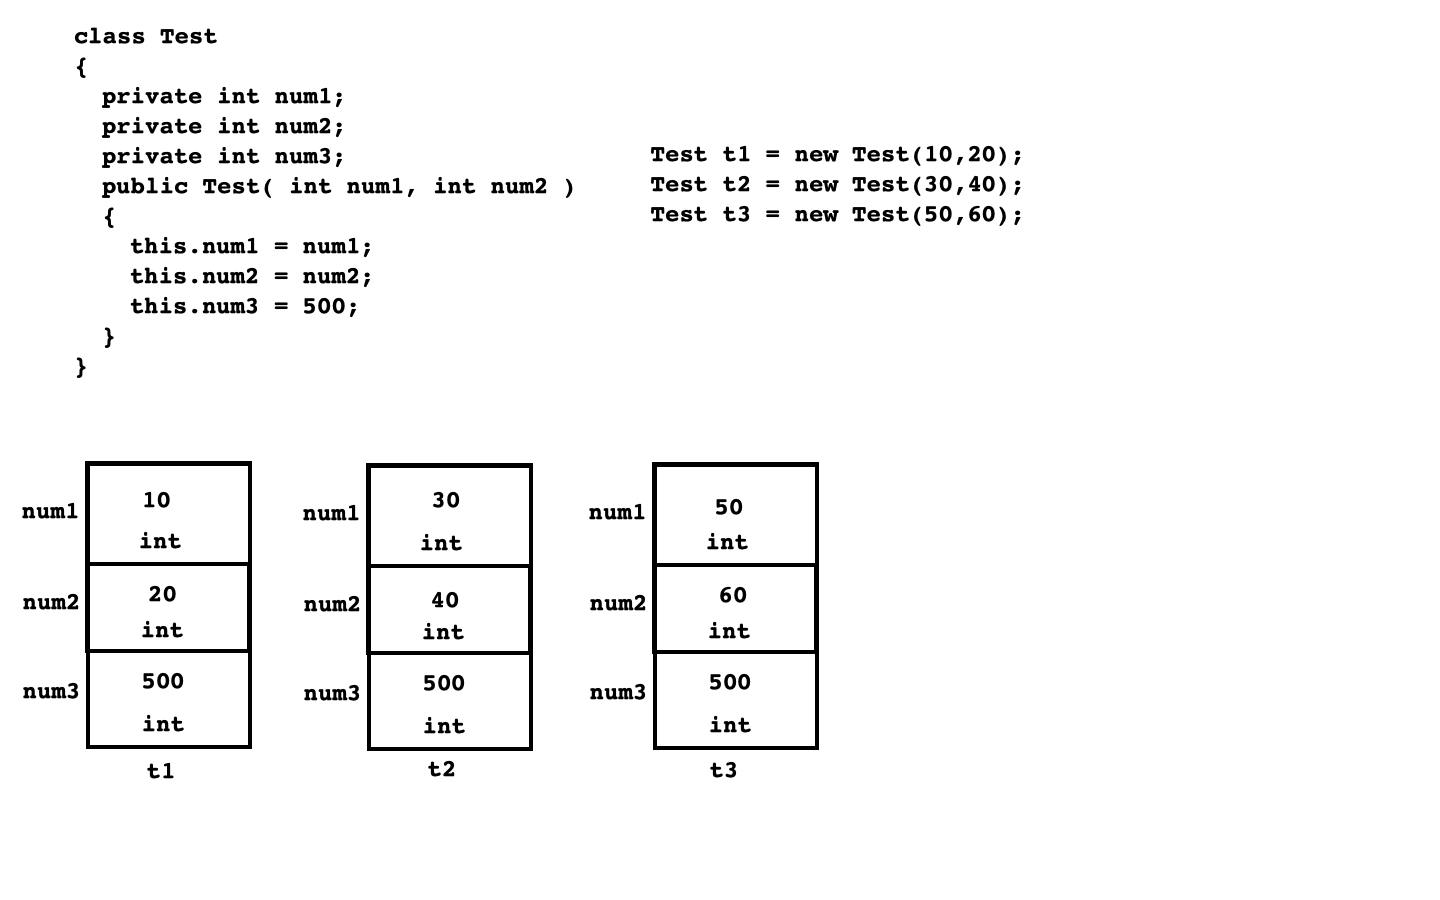 class Test
{
private int num1;
private int num2;
private int num3;
public Test( int num1, int num2 )
{
this.num1 = num1;
this.num2 = num2;
this.num3 = 500;
}
}
Test t1 = new Test(10,20);
Test t2 = new Test(30,40);
Test t3 = new Test(50,60);
num1
10
int
num2
20
int
num3
500
int
t1
num1
30
int
num2
40
int
num3
500
int
t2
num1
50
int
num2
60
int
num3
500
int
t3